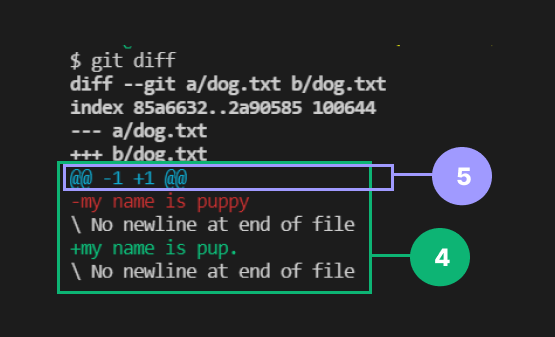 $ git diff
diff --git a/dog.txt b/dog.txt
index 85a6632..2a90585 100644
--- a/dog.txt
+++ b/dog.txt
@@ -1 +1 @@
5
-my name is puppy
\ No newline at end of file
+my name is pup.
4
\ No newline at end of file